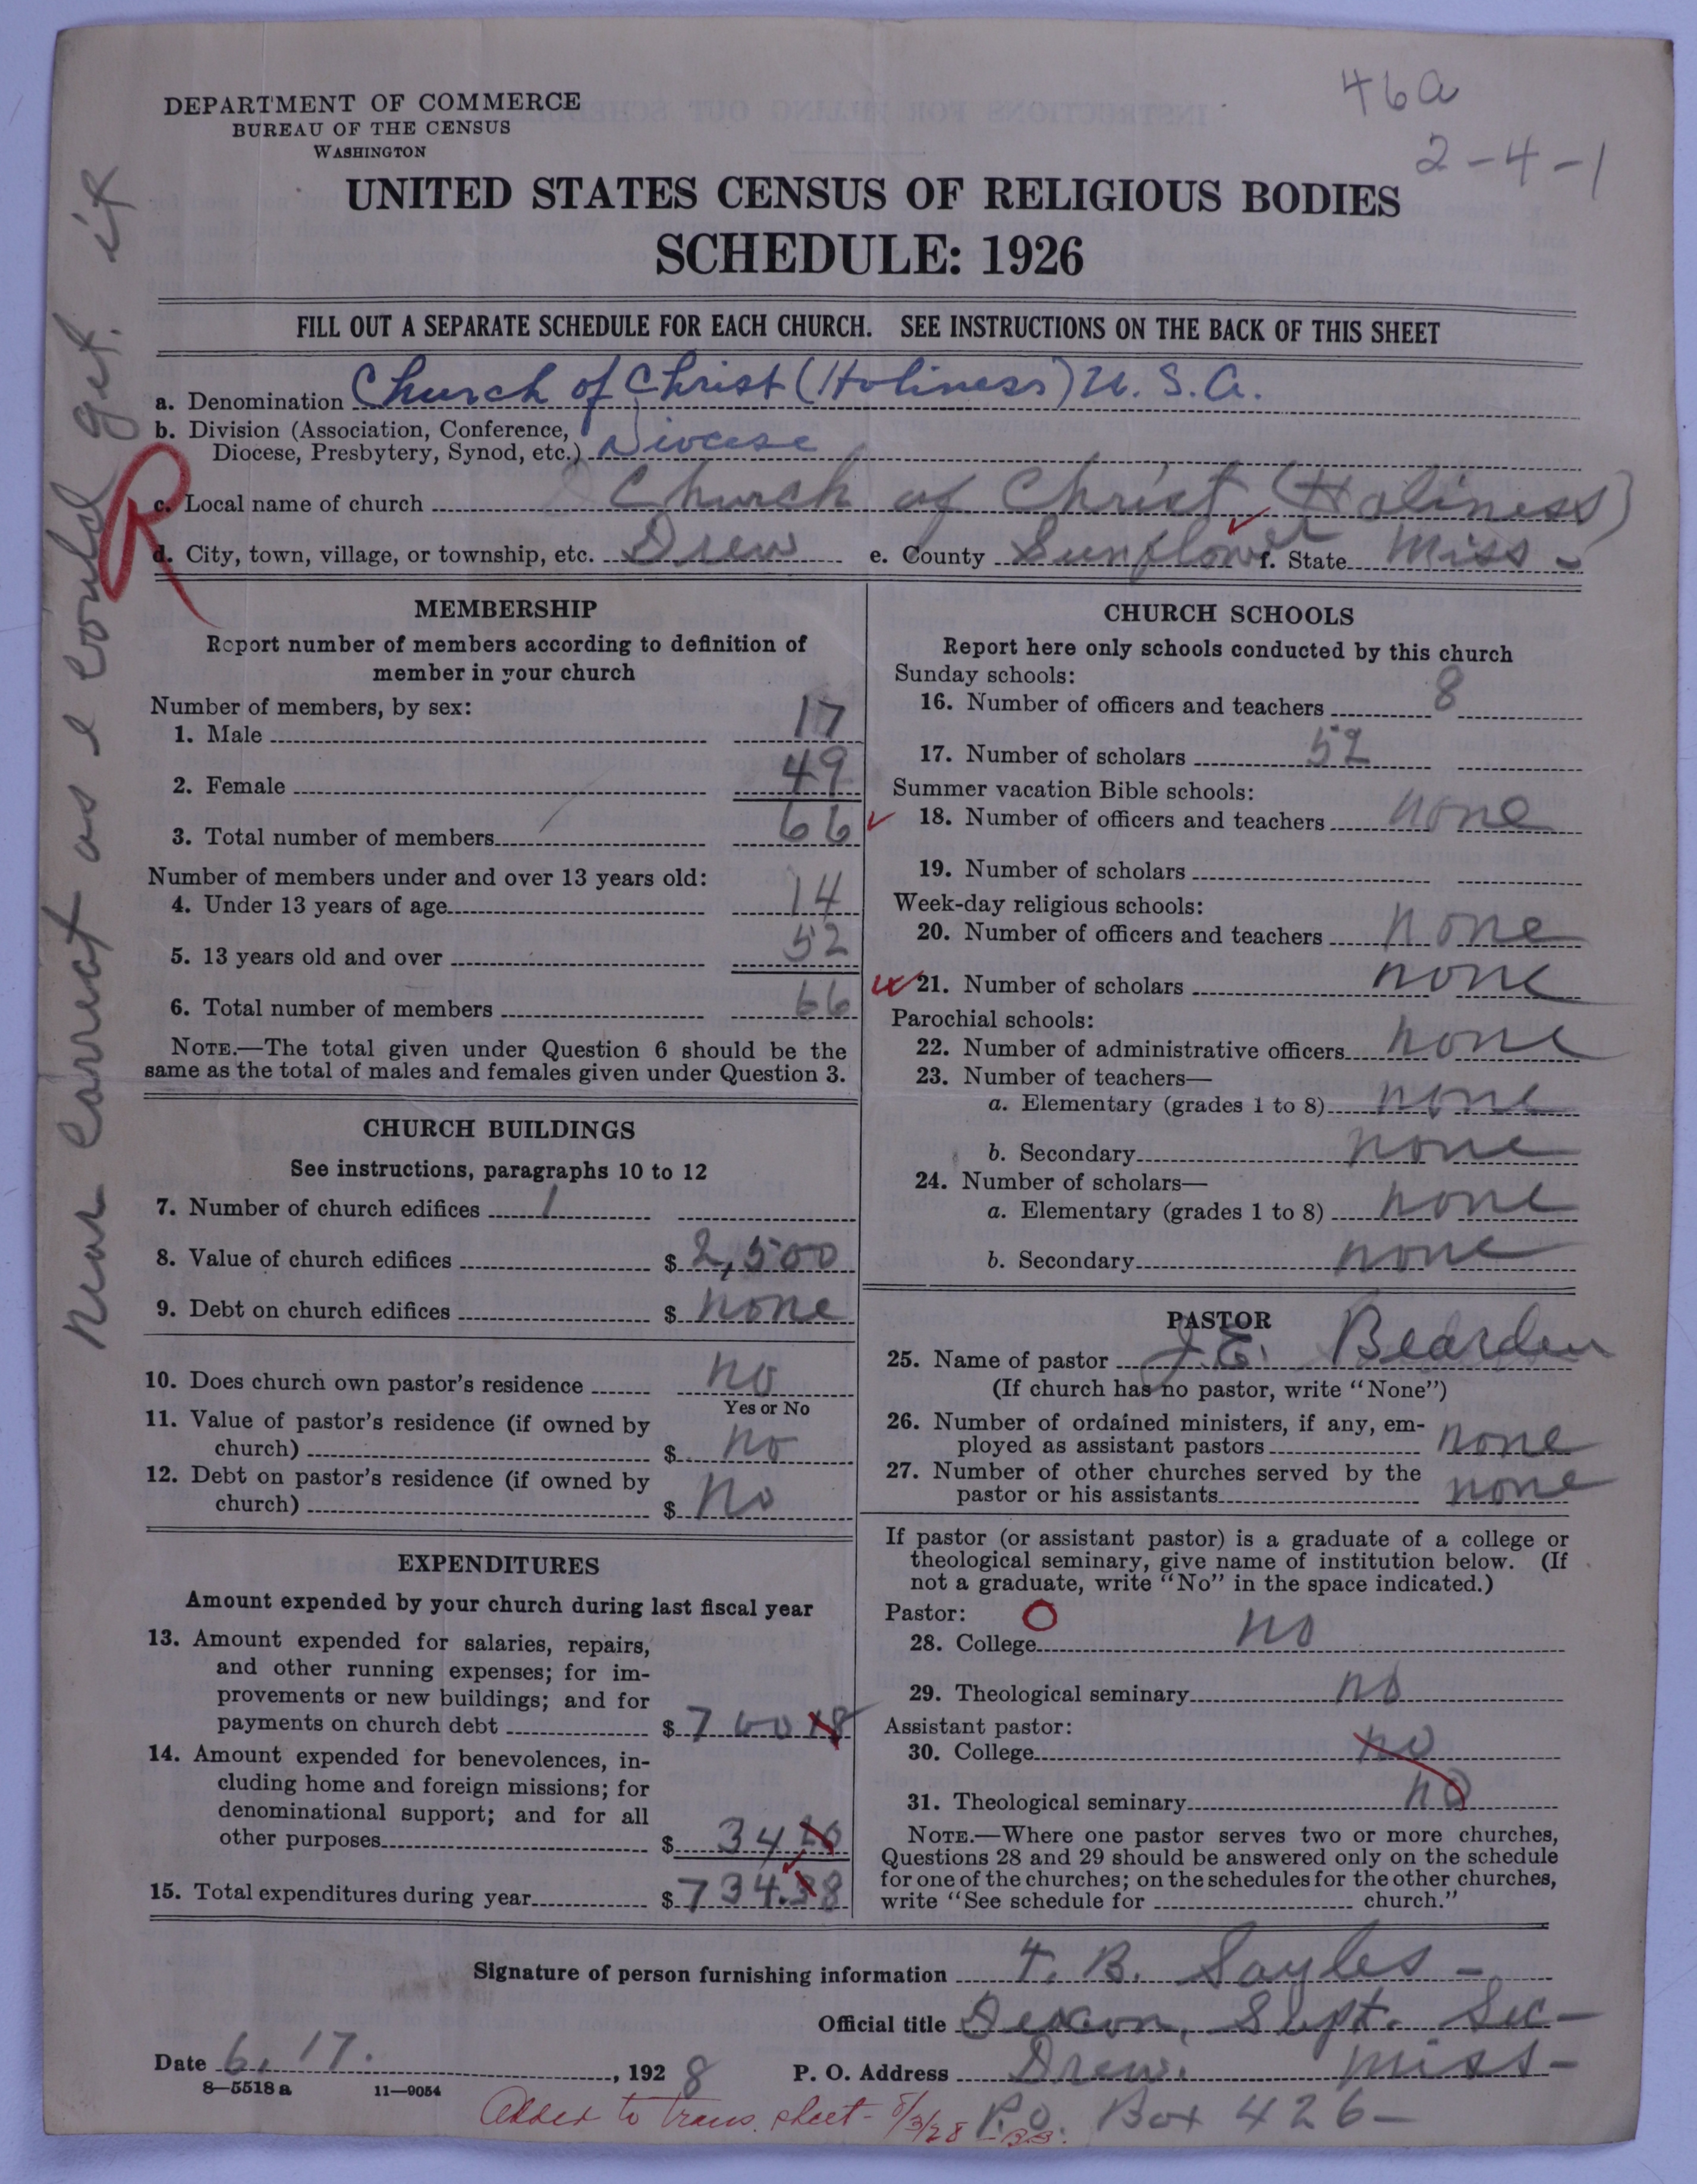 46a
2-4-1
DEPARTMENT OF COMMERCE
BUREAU OF THE CENSUS
WASHINGTON
UNITED STATES CENSUS OF RELIGIOUS BODIES
SCHEDULE: 1926
FILL OUT A SEPARATE SCHEDULE FOR EACH CHURCH. SEE INSTRUCTIONS ON THE BACK OF THIS SHEET
Near Correct as I could get it
R
a. Denomination Church of Christ (Holiness) U. S. A.
b. Division (Association, Conference,
Diocese, Presbytery, Synod, etc.) Diocese
c. Local name of church Church of Christ (Holiness)
d. City, town, village, or township, etc. Drew e. County Sunflower f. State Miss-
MEMBERSHIP
Report number of members according to definition of
member in your church
Number of members, by sex:
1. Male 17
2. Female 49
3. Total number of members 66
Number of members under and over 13 years old:
4. Under 13 years of age 14
5. 13 years old and over 52
6. Total number of members 66
NOTE.—The total given under Question 6 should be the
same as the total of males and females given under Question 3.
CHURCH BUILDINGS
See instructions, paragraphs 10 to 12
7. Number of church edifices 1
8. Value of church edifices $ 2,500
9. Debt on church edifices $ none
10. Does church own pastor's residence no
Yes or No
11. Value of pastor's residence (if owned by
church) $ no
12. Debt on pastor's residence (if owned by
church) $ no
EXPENDITURES
Amount expended by your church during last fiscal year
13. Amount expended for salaries, repairs,
and other running expenses; for im-
provements or new buildings; and for
payments on church debt $ 700 18
14. Amount expended for benevolences, in-
cluding home and foreign missions; for
denominational support; and for all
other purposes $ 34 20
15. Total expenditures during year $ 734.38
CHURCH SCHOOLS
Report here only schools conducted by this church
Sunday schools:
16. Number of officers and teachers 8
17. Number of scholars 52
Summer vacation Bible schools:
18. Number of officers and teachers none
19. Number of scholars
Week-day religious schools:
20. Number of officers and teachers none
21. Number of scholars none
Parochial schools:
22. Number of administrative officers none
23. Number of teachers—
a. Elementary (grades 1 to 8) none
b. Secondary none
24. Number of scholars—
a. Elementary (grades 1 to 8) none
b. Secondary none
PASTOR
25. Name of pastor J. E. Bearden
(If church has no pastor, write "None")
26. Number of ordained ministers, if any, em-
ployed as assistant pastors none
27. Number of other churches served by the
pastor or his assistants none
If pastor (or assistant pastor) is a graduate of a college or
theological seminary, give name of institution below. (If
not a graduate, write "No" in the space indicated.)
Pastor: O
28. College no
29. Theological seminary no
Assistant pastor:
30. College no
31. Theological seminary no
NOTE.—Where one pastor serves two or more churches,
Questions 28 and 29 should be answered only on the schedule
for one of the churches; on the schedules for the other churches,
write "See schedule for church."
Signature of person furnishing information T. B. Sayles -
Official title Deacon, Supt. Sec-
Date 6, 17. , 1928 P. O. Address Drew. Miss-
8—5518 a 11—9054
Added to trans. sheet - 8/3/28 -BB. P.O. Box 426-